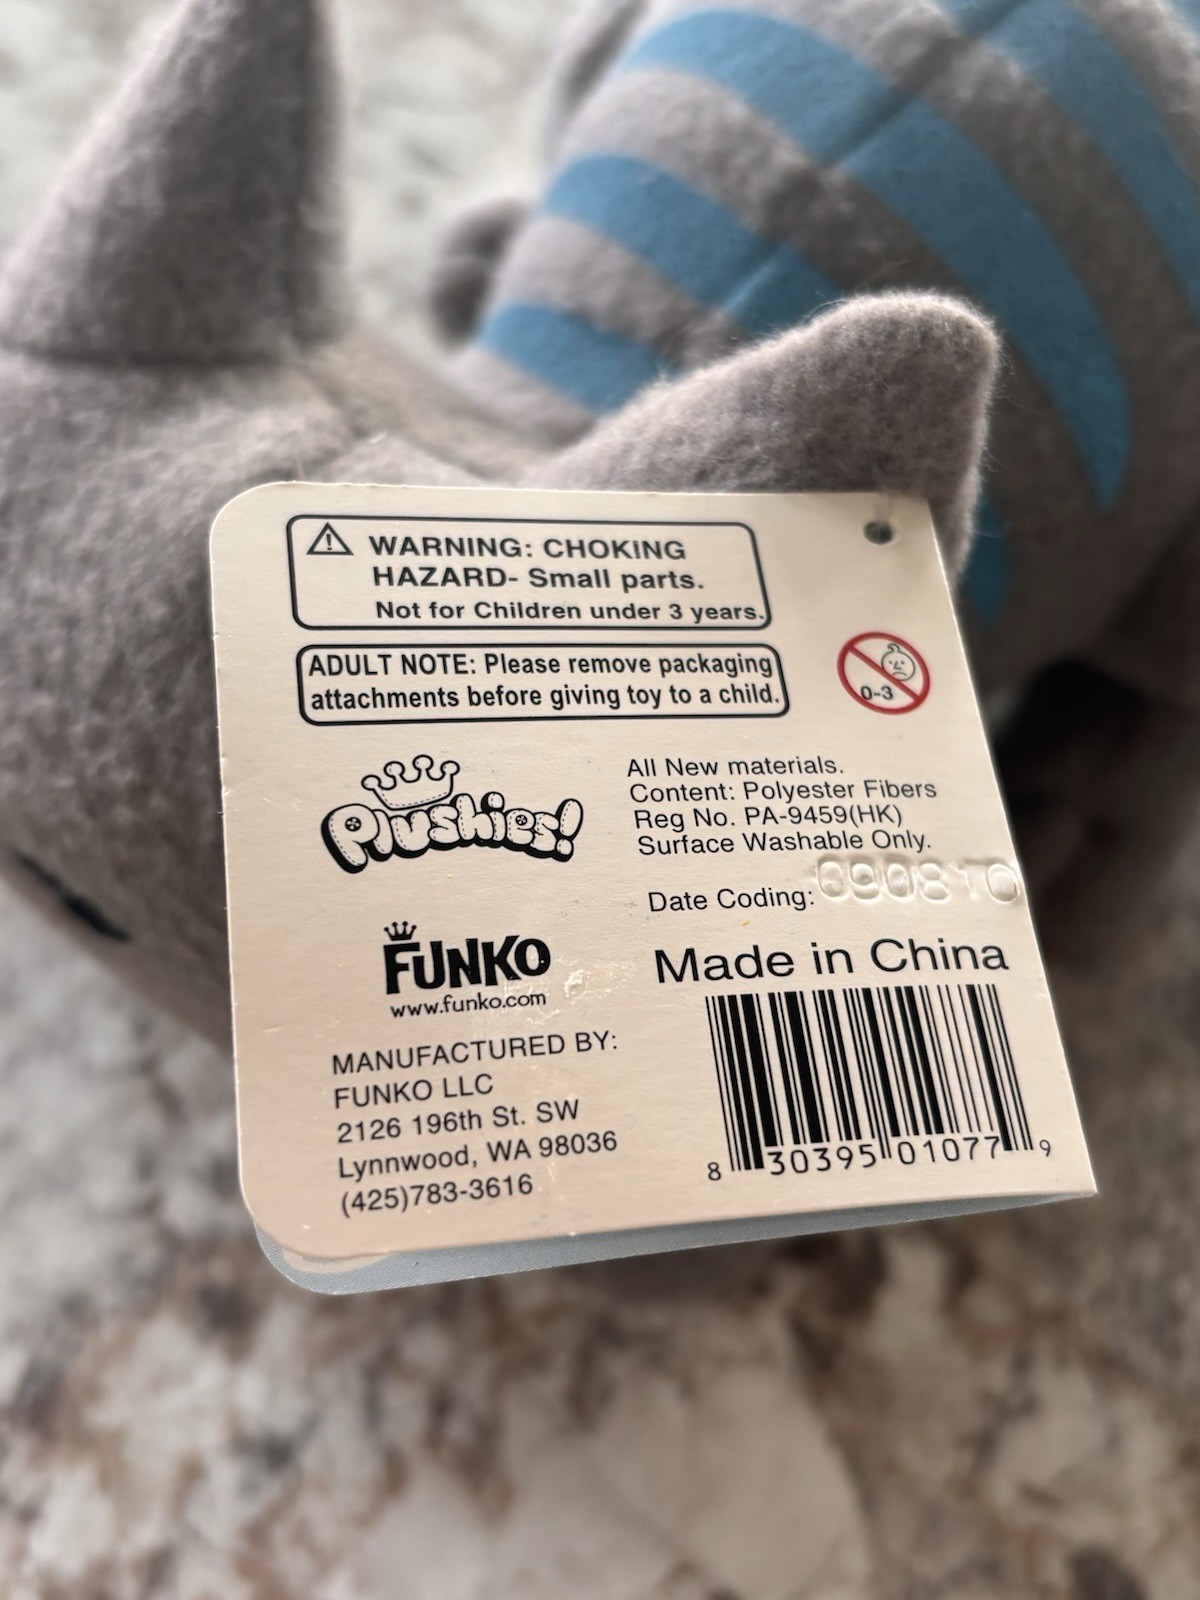 WARNING: CHOKING
HAZARD- Small parts.
Not for Children under 3 years.
ADULT NOTE: Please remove packaging
attachments before giving toy to a child.
0-3
Plushies!
All New materials.
Content: Polyester Fibers
Reg No. PA-9459(HK)
Surface Washable Only.
Date Coding: 090810
FUNKO
www.funko.com
Made in China
MANUFACTURED BY:
FUNKO LLC
2126 196th St. SW
Lynnwood, WA 98036
(425)783-3616
8 30395 01077 9